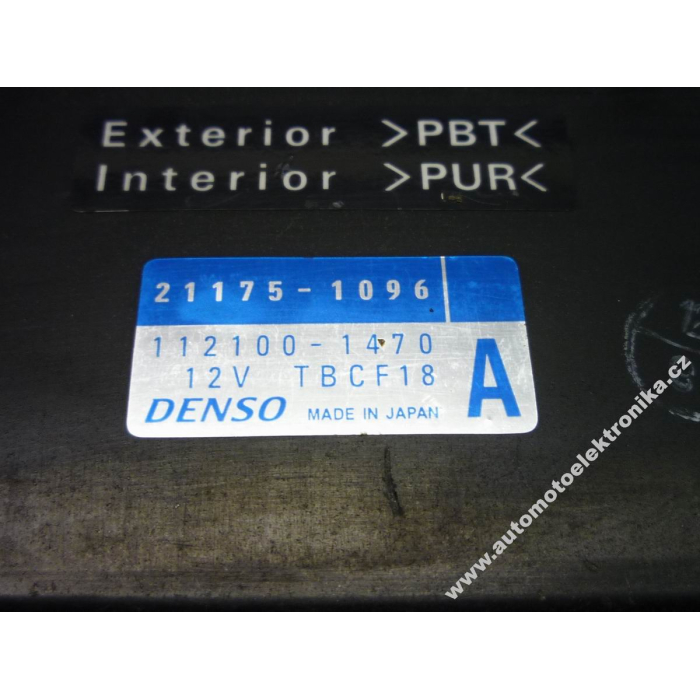 Exterior >PBT<
Interior >PUR<
21175-1096
112100-1470
12V TBCF18
A
DENSO MADE IN JAPAN
www.automotoelektronika.cz